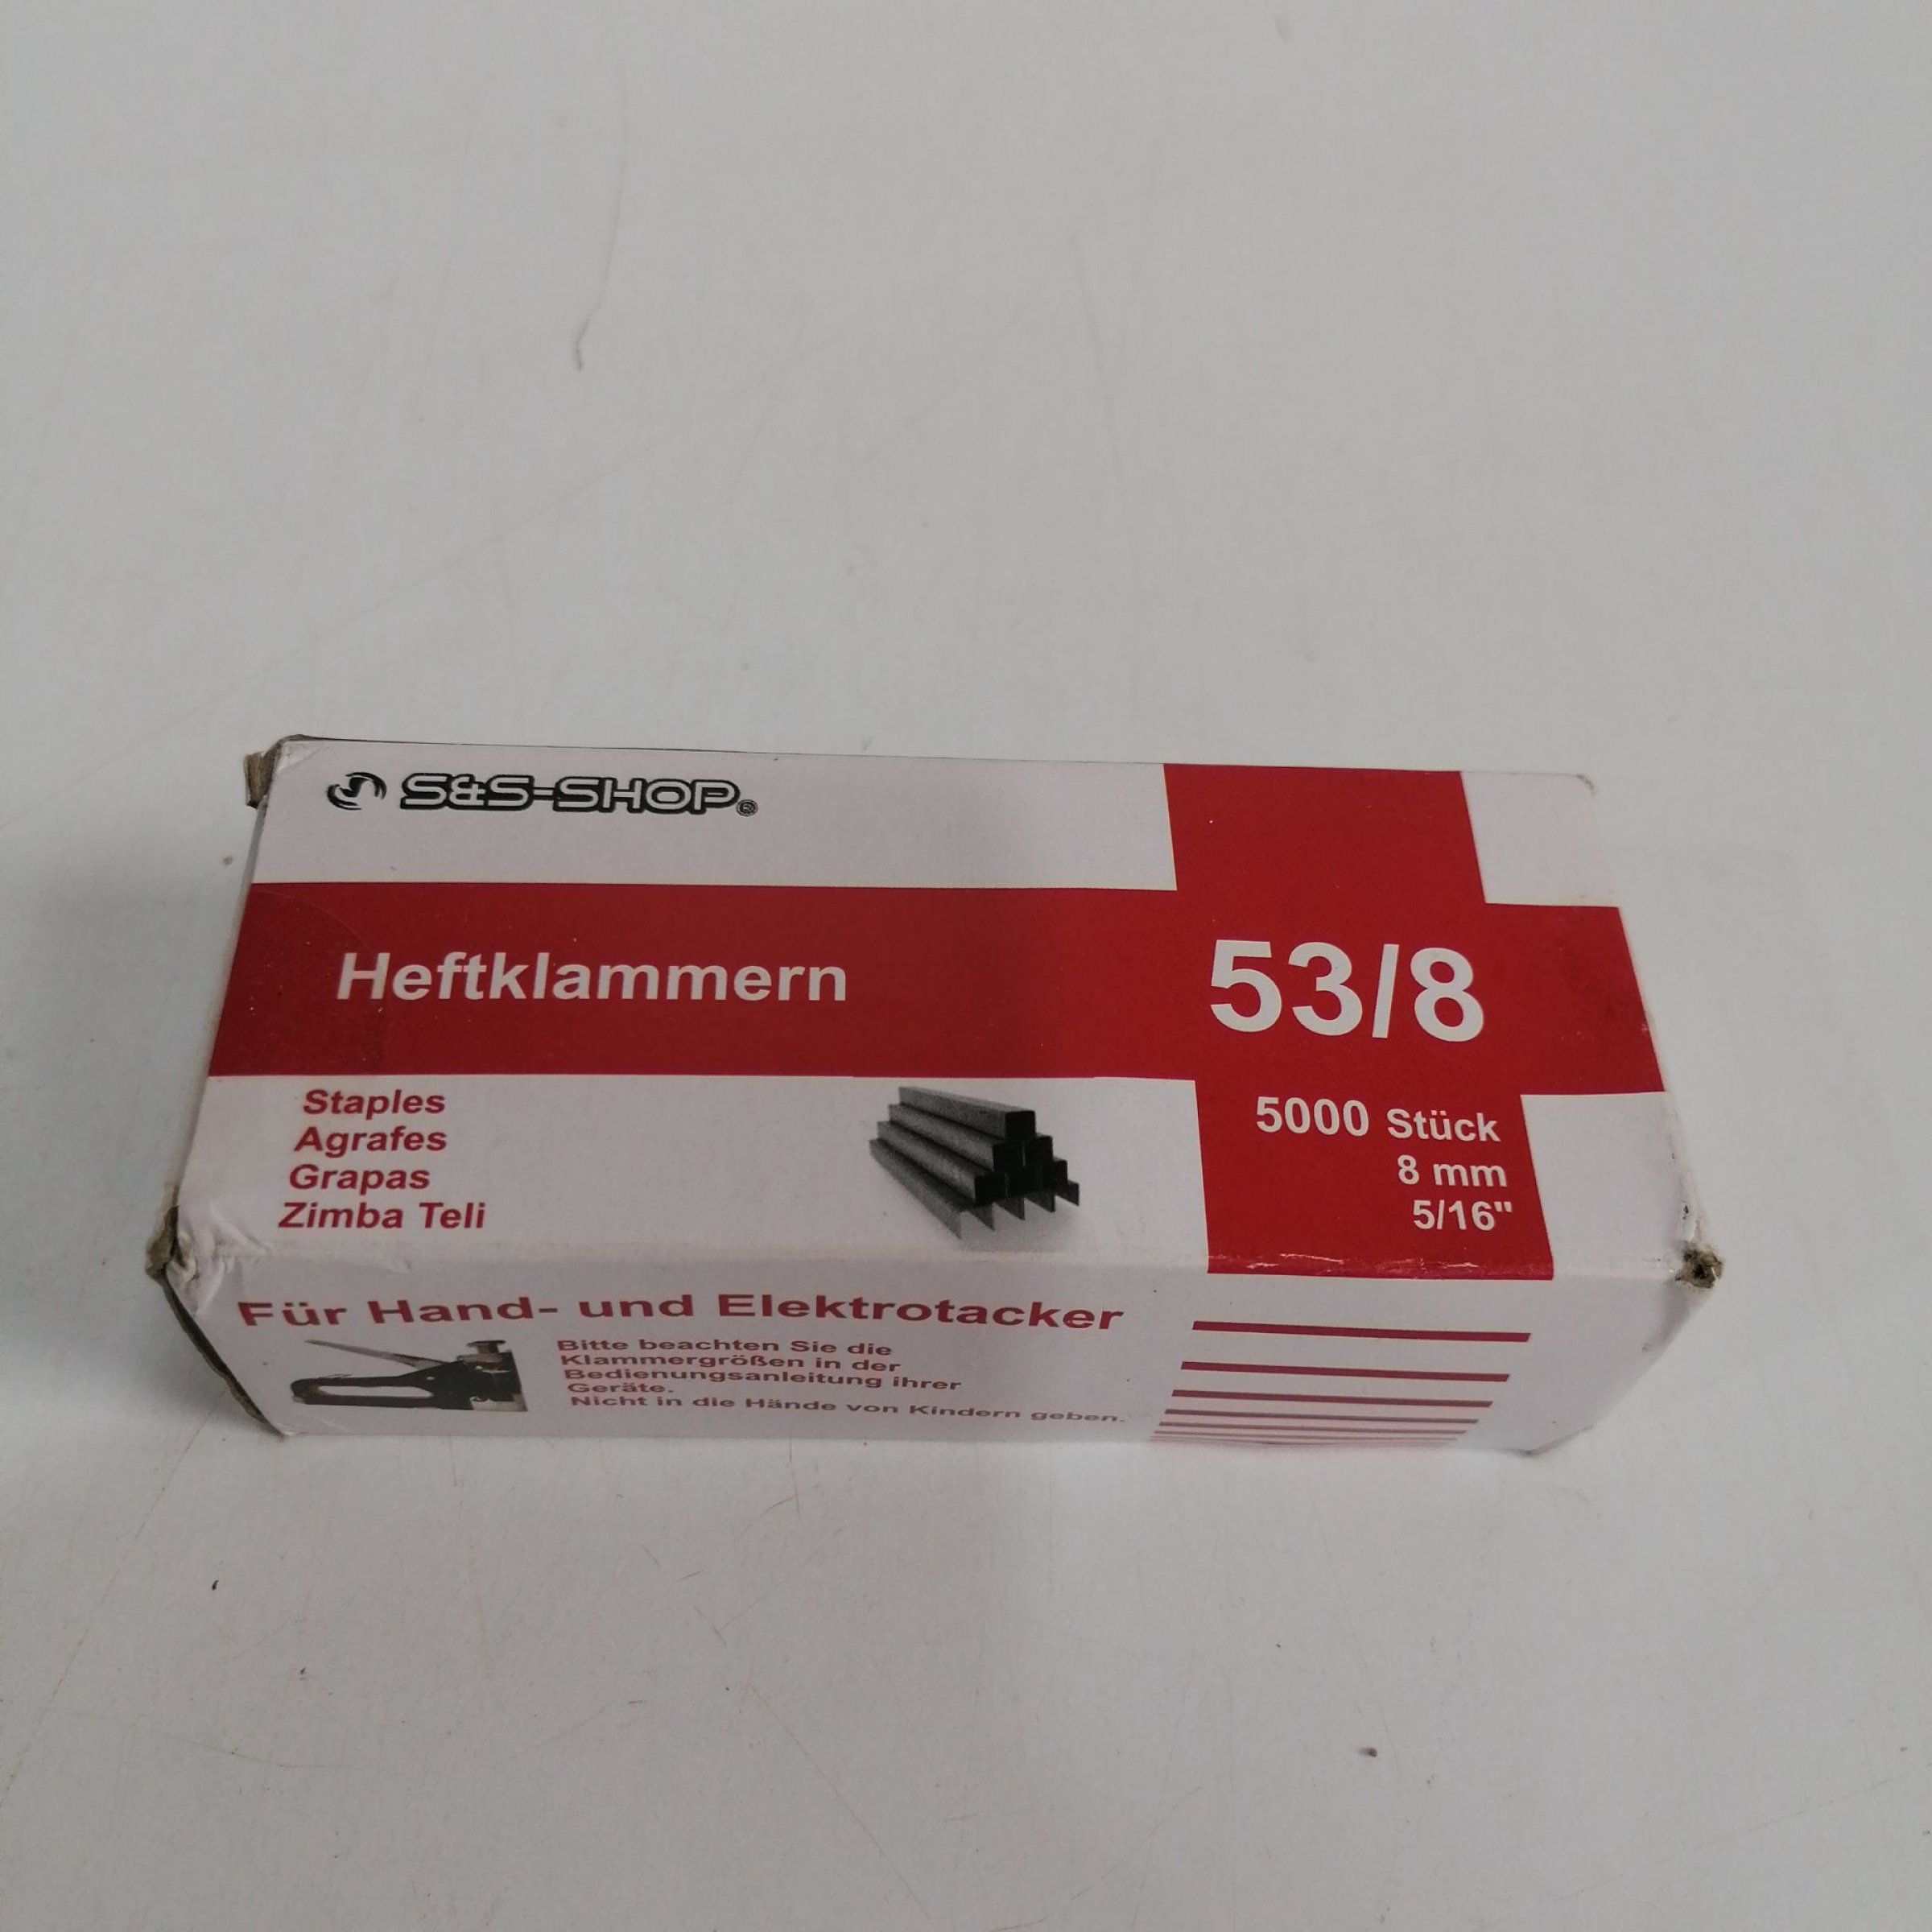 S&S-SHOP®
Heftklammern
53/8
Staples
Agrafes
Grapas
Zimba Teli
5000 Stück
8 mm
5/16"
Für Hand- und Elektrotacker
Bitte beachten Sie die
Klammergrößen in der
Bedienungsanleitung ihrer
Geräte.
Nicht in die Hände von Kindern geben.